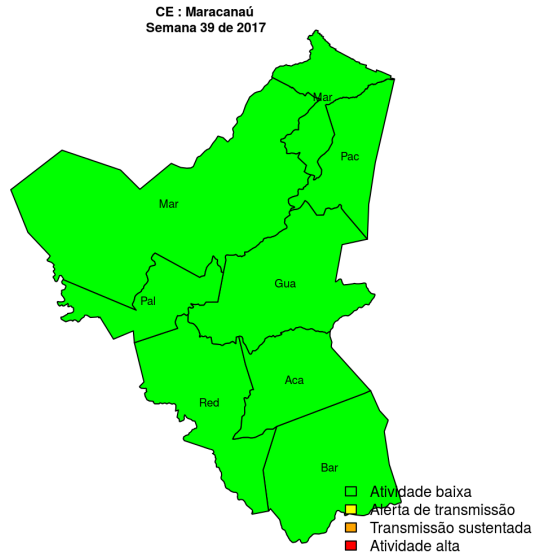 CE : Maracanaú
Semana 39 de 2017
Mar
Pac
Mar
Gua
Pal
Aca
Red
Bar
Atividade baixa
Alerta de transmissão
Transmissão sustentada
Atividade alta